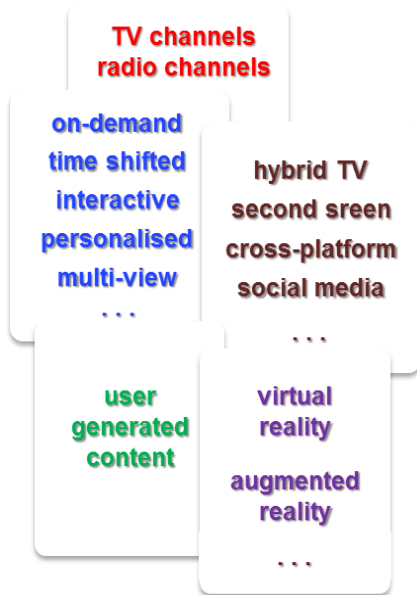 TV channels
radio channels
on-demand
time shifted
interactive
personalised
multi-view
. . .
hybrid TV
second sreen
cross-platform
social media
. . .
user
generated
content
virtual
reality
augmented
reality
. . .